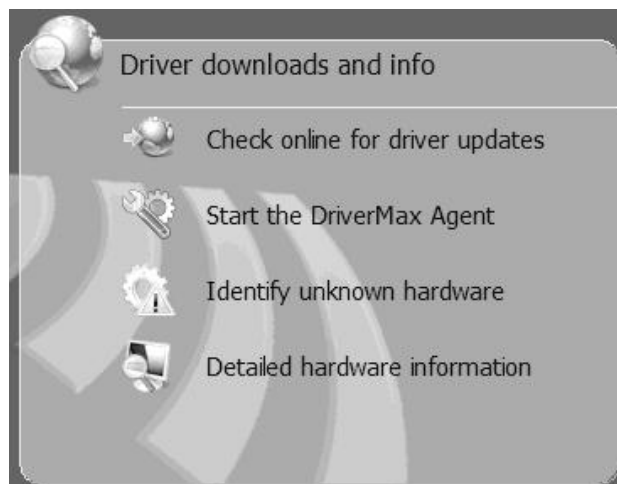 Driver downloads and info
Check online for driver updates
Start the DriverMax Agent
Identify unknown hardware
Detailed hardware information